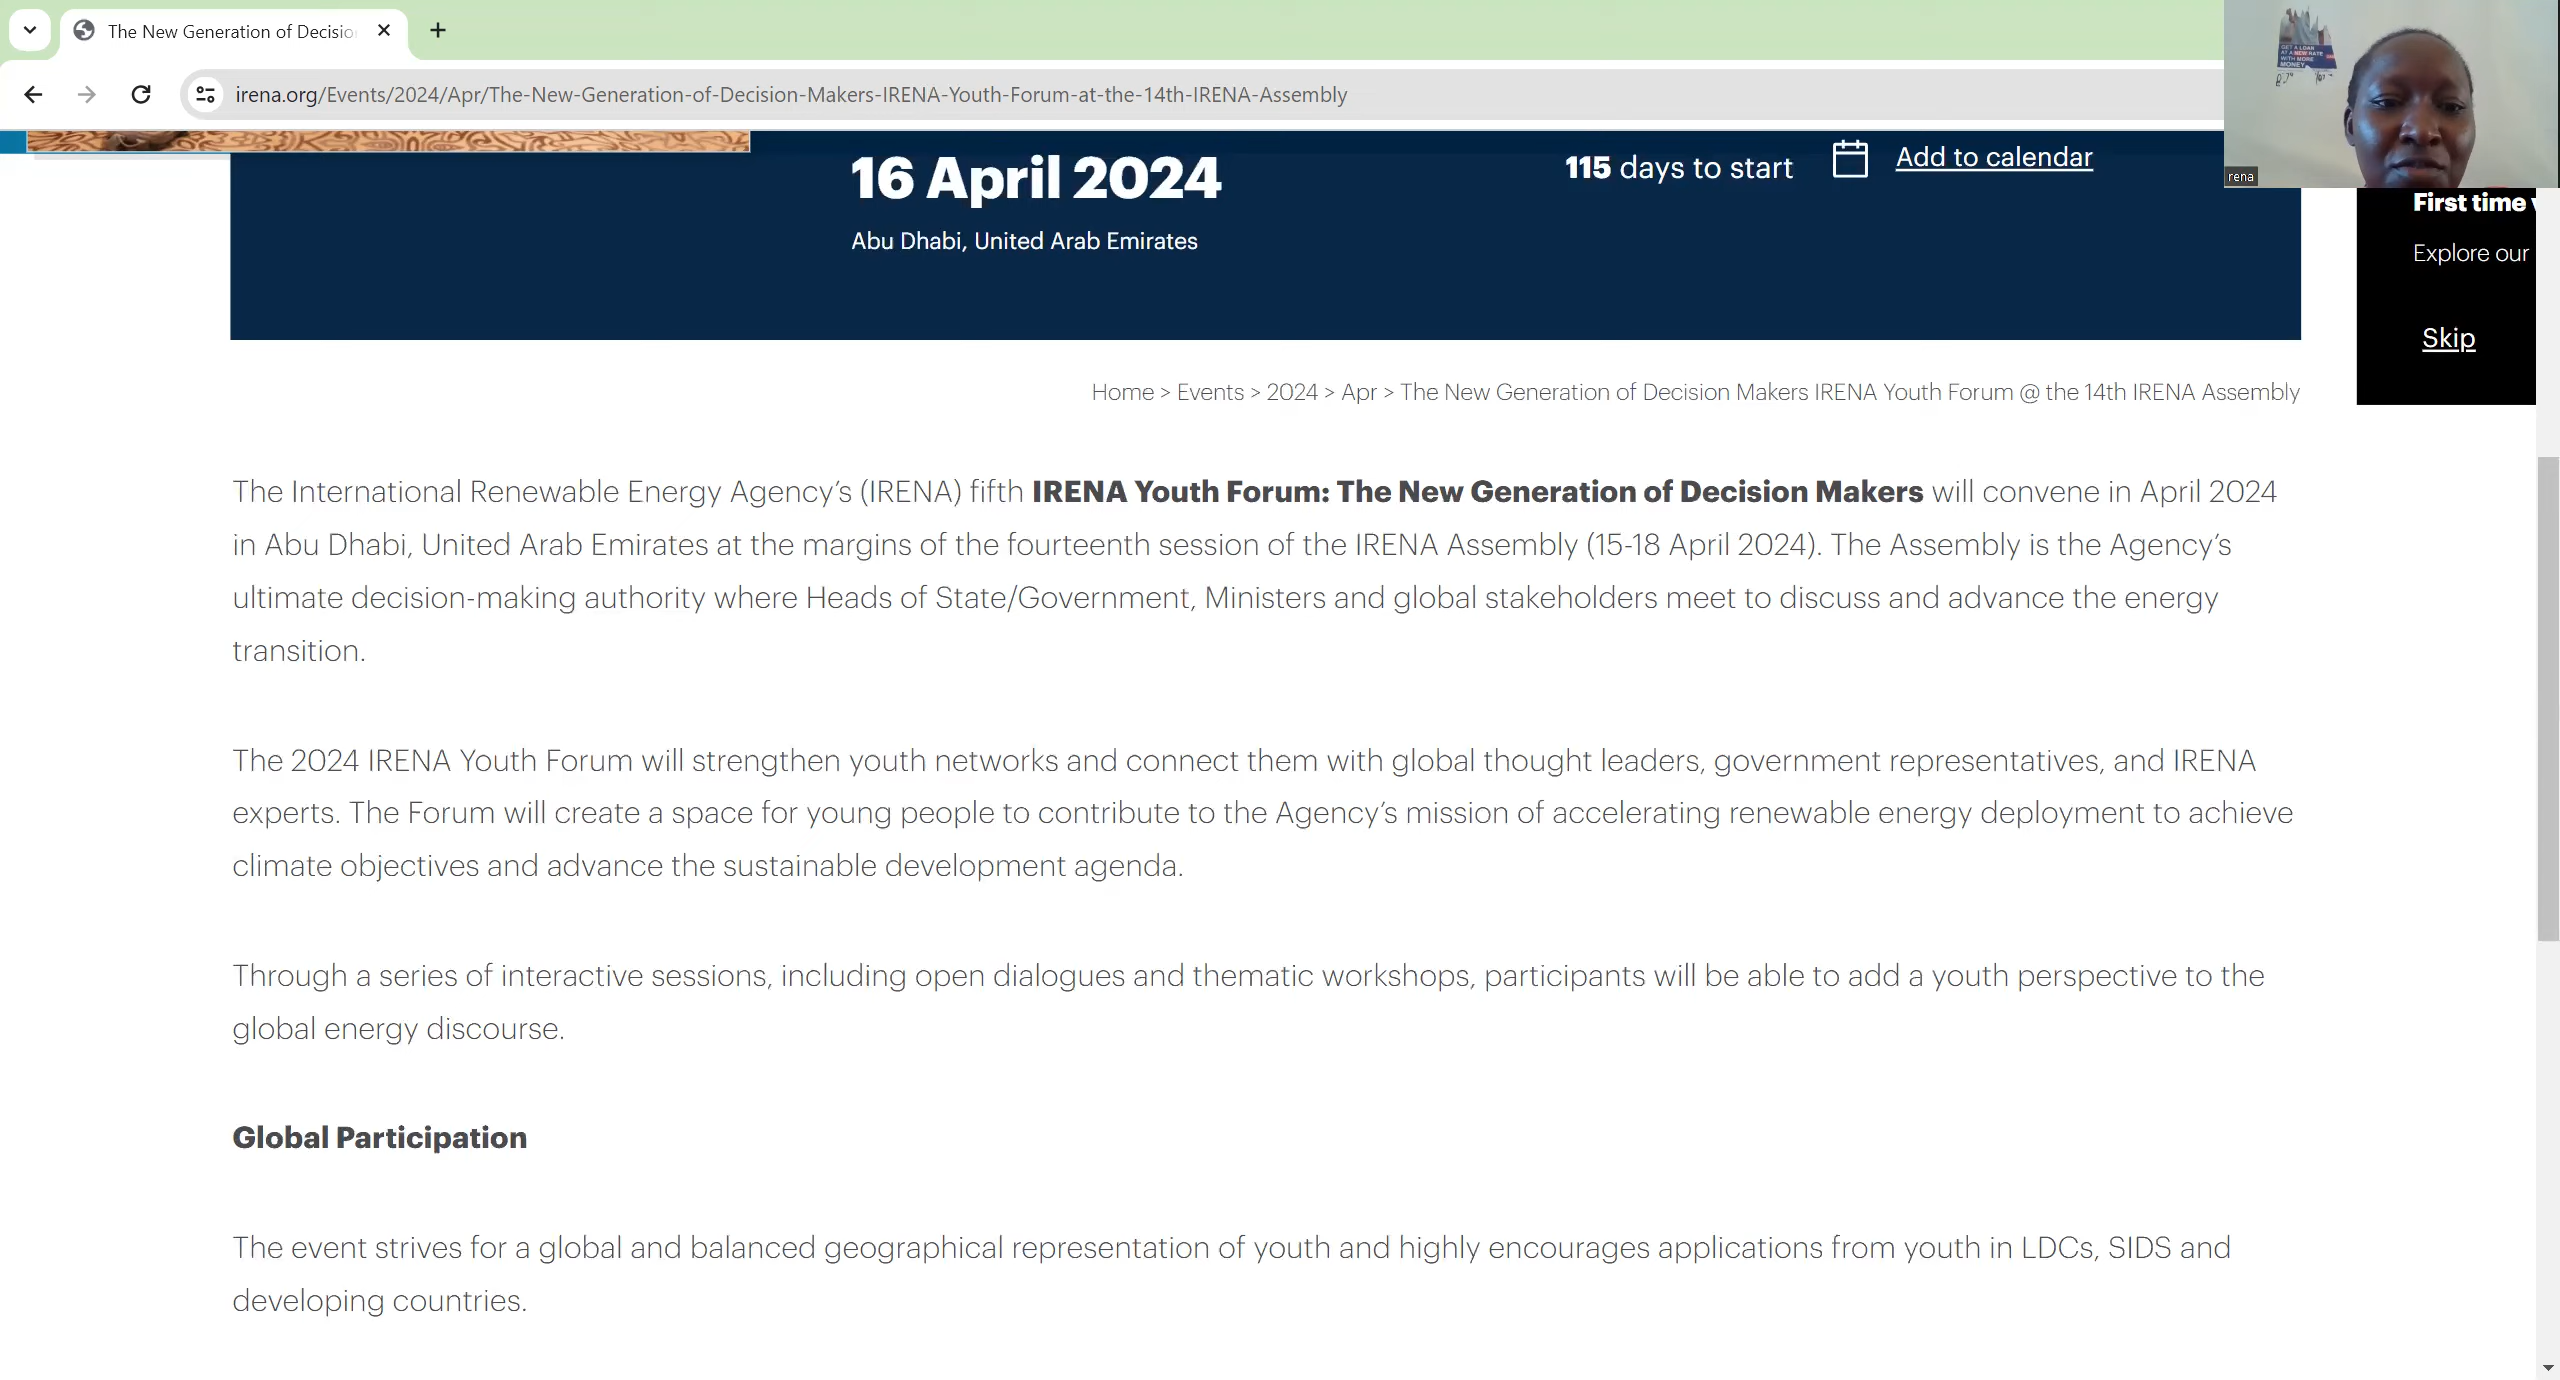 The New Generation of Decisio
irena.org/Events/2024/Apr/The-New-Generation-of-Decision-Makers-IRENA-Youth-Forum-at-the-14th-IRENA-Assembly
GET A LOAN
AT A NEW RATE
WITH MORE
MONEY
rena
16 April 2024
115 days to start
Add to calendar
Abu Dhabi, United Arab Emirates
First time
Explore our
Skip
Home > Events > 2024 > Apr > The New Generation of Decision Makers IRENA Youth Forum @ the 14th IRENA Assembly
The International Renewable Energy Agency’s (IRENA) fifth IRENA Youth Forum: The New Generation of Decision Makers will convene in April 2024
in Abu Dhabi, United Arab Emirates at the margins of the fourteenth session of the IRENA Assembly (15-18 April 2024). The Assembly is the Agency’s
ultimate decision-making authority where Heads of State/Government, Ministers and global stakeholders meet to discuss and advance the energy
transition.
The 2024 IRENA Youth Forum will strengthen youth networks and connect them with global thought leaders, government representatives, and IRENA
experts. The Forum will create a space for young people to contribute to the Agency’s mission of accelerating renewable energy deployment to achieve
climate objectives and advance the sustainable development agenda.
Through a series of interactive sessions, including open dialogues and thematic workshops, participants will be able to add a youth perspective to the
global energy discourse.
Global Participation
The event strives for a global and balanced geographical representation of youth and highly encourages applications from youth in LDCs, SIDS and
developing countries.